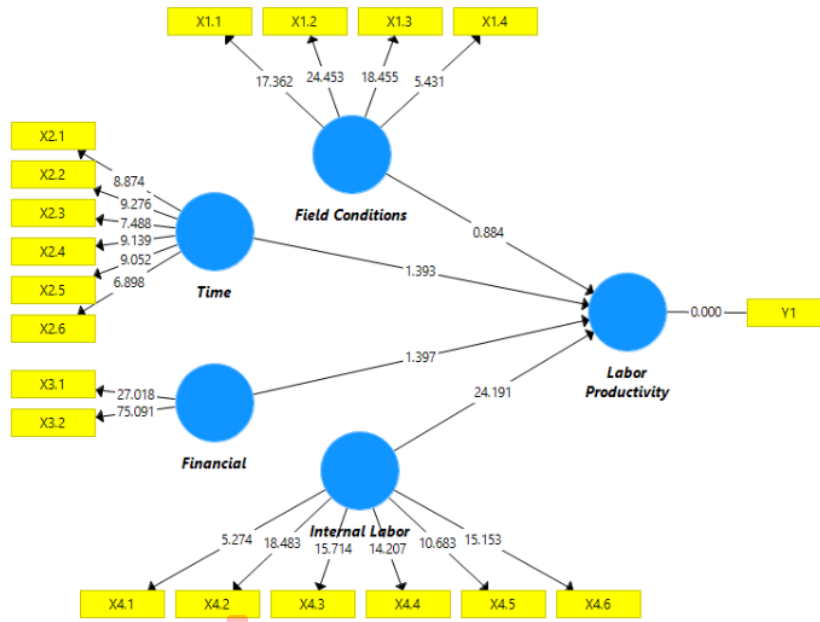 X1.1 X1.2 X1.3 X1.4
17.362 24.453 18.455 5.431
Field Conditions
X2.1
X2.2
X2.3
X2.4
X2.5
X2.6
8.874
9.276
7.488
9.139
9.052
6.898
Time
0.884
1.393
1.397
24.191
0.000
Y1
Labor
Productivity
X3.1
X3.2
27.018
75.091
Financial
Internal Labor
5.274 18.483 15.714 14.207 10.683 15.153
X4.1 X4.2 X4.3 X4.4 X4.5 X4.6